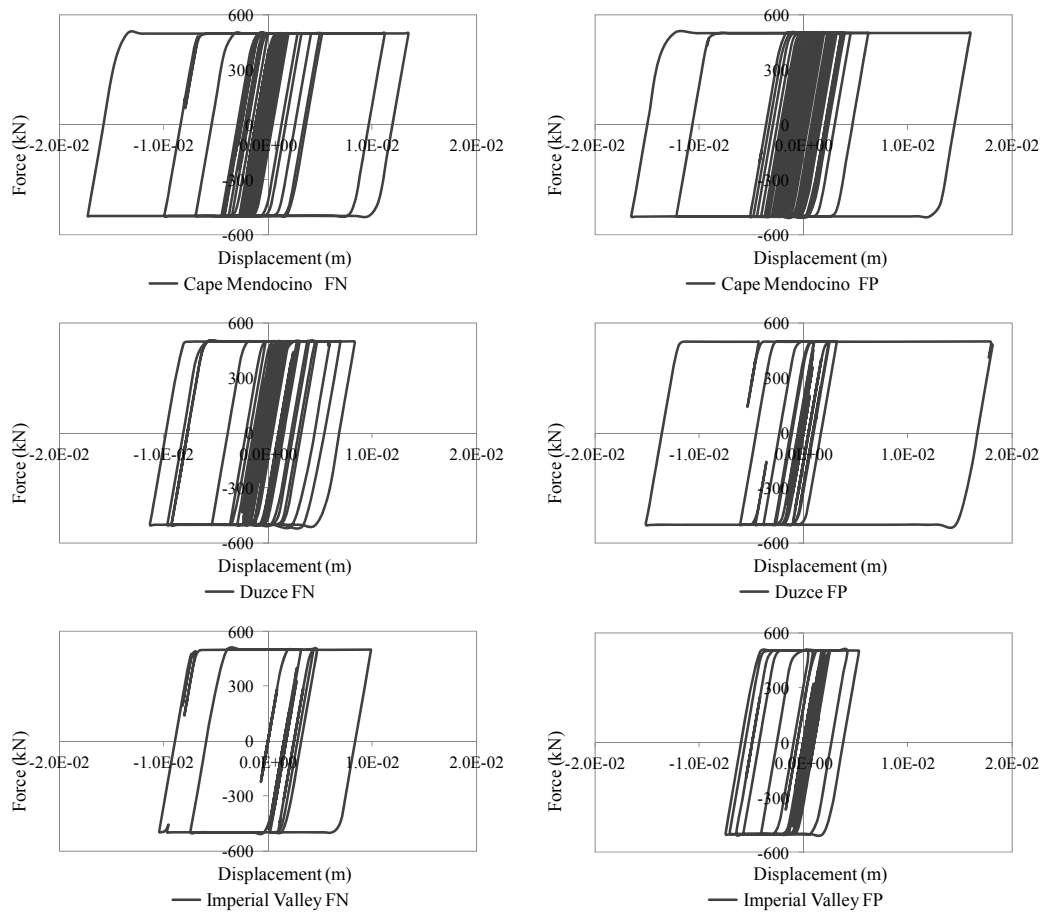 600
300
0
-300
-600
-2.0E-02 -1.0E-02 0.0E+00 1.0E-02 2.0E-02
Force (kN)
Displacement (m)
Cape Mendocino FN
600
300
0
-300
-600
-2.0E-02 -1.0E-02 0.0E+00 1.0E-02 2.0E-02
Force (kN)
Displacement (m)
Cape Mendocino FP
600
300
0
-300
-600
-2.0E-02 -1.0E-02 0.0E+00 1.0E-02 2.0E-02
Force (kN)
Displacement (m)
Duzce FN
600
300
0
-300
-600
-2.0E-02 -1.0E-02 0.0E+00 1.0E-02 2.0E-02
Force (kN)
Displacement (m)
Duzce FP
600
300
0
-300
-600
-2.0E-02 -1.0E-02 0.0E+00 1.0E-02 2.0E-02
Force (kN)
Displacement (m)
Imperial Valley FN
600
300
0
-300
-600
-2.0E-02 -1.0E-02 0.0E+00 1.0E-02 2.0E-02
Force (kN)
Displacement (m)
Imperial Valley FP